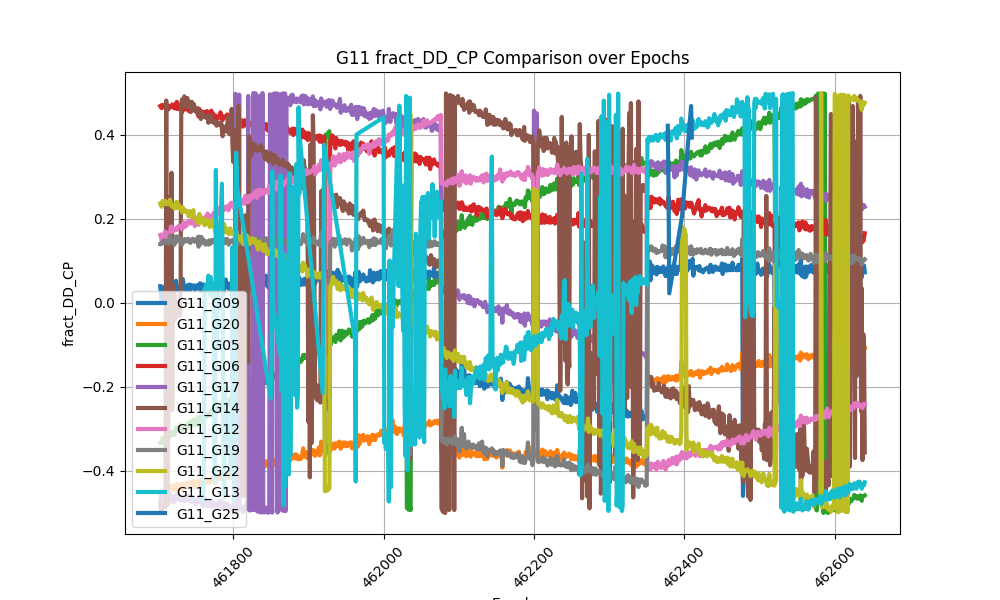 G11 fract_DD_CP Comparison over Epochs
fract_DD_CP
0.4
0.2
0.0
−0.2
−0.4
G11_G09
G11_G20
G11_G05
G11_G06
G11_G17
G11_G14
G11_G12
G11_G19
G11_G22
G11_G13
G11_G25
461800
462000
462200
462400
462600